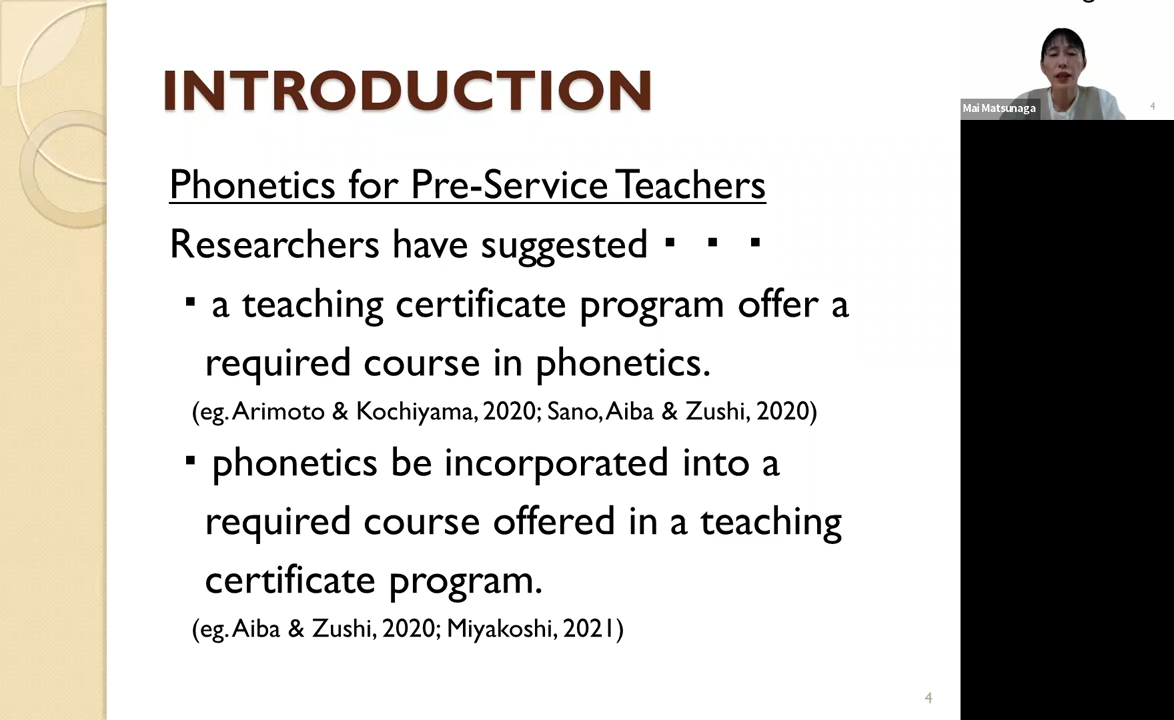 INTRODUCTION
Phonetics for Pre-Service Teachers
Researchers have suggested ・・・
▪ a teaching certificate program offer a
required course in phonetics.
(eg. Arimoto & Kochiyama, 2020; Sano, Aiba & Zushi, 2020)
▪ phonetics be incorporated into a
required course offered in a teaching
certificate program.
(eg. Aiba & Zushi, 2020; Miyakoshi, 2021)
4
Mai Matsunaga
4